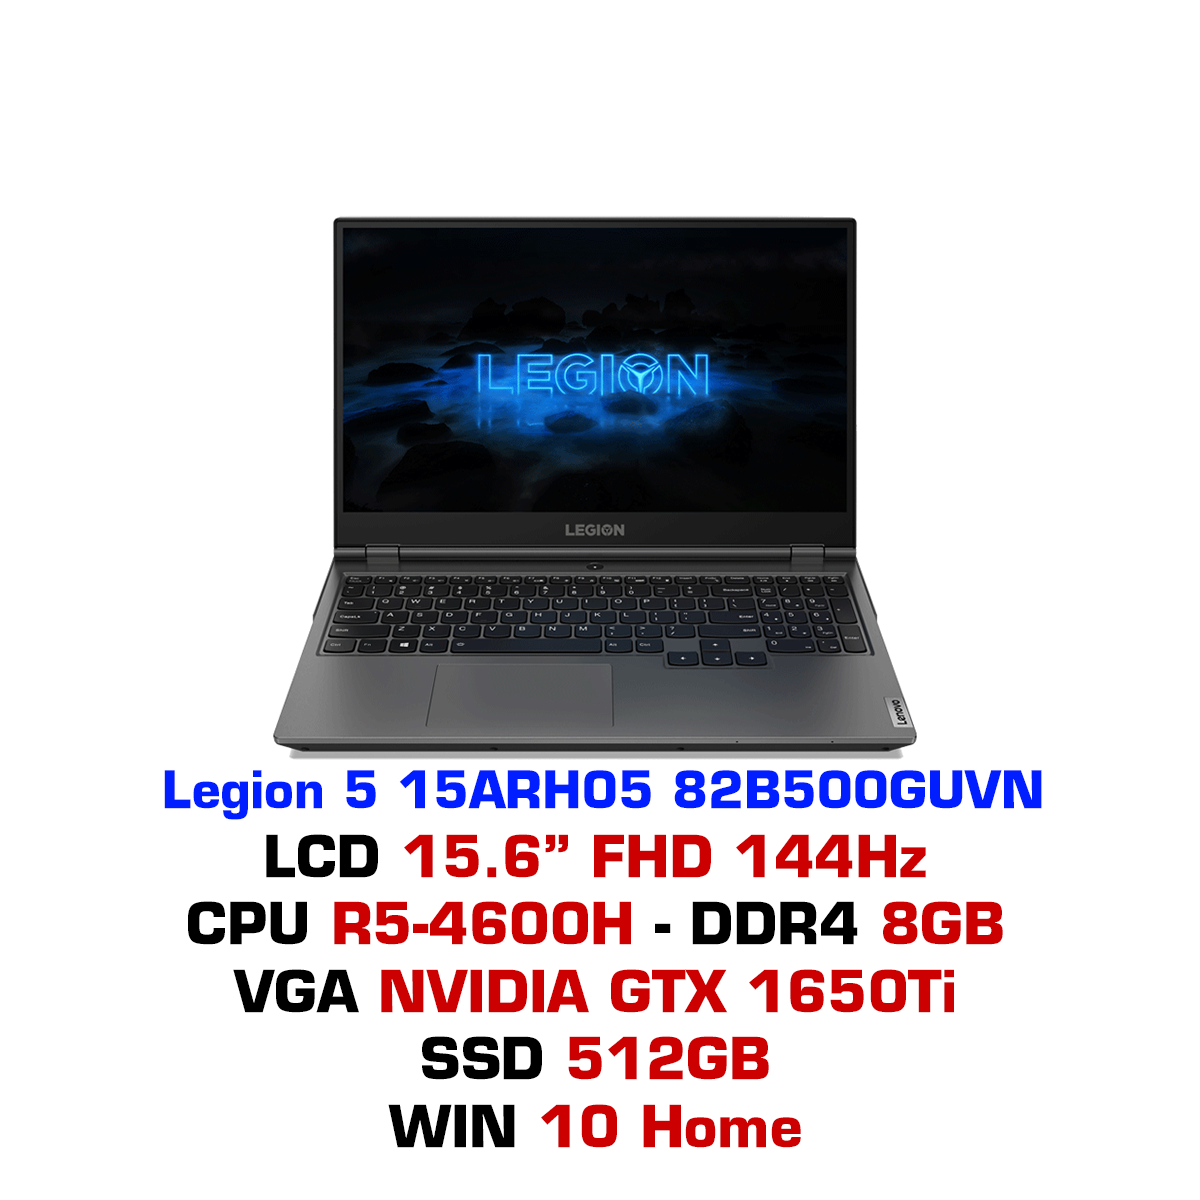 LEGION
LEGION
Lenovo
Legion 5 15ARH05 82B500GUVN
LCD 15.6” FHD 144Hz
CPU R5-4600H - DDR4 8GB
VGA NVIDIA GTX 1650Ti
SSD 512GB
WIN 10 Home